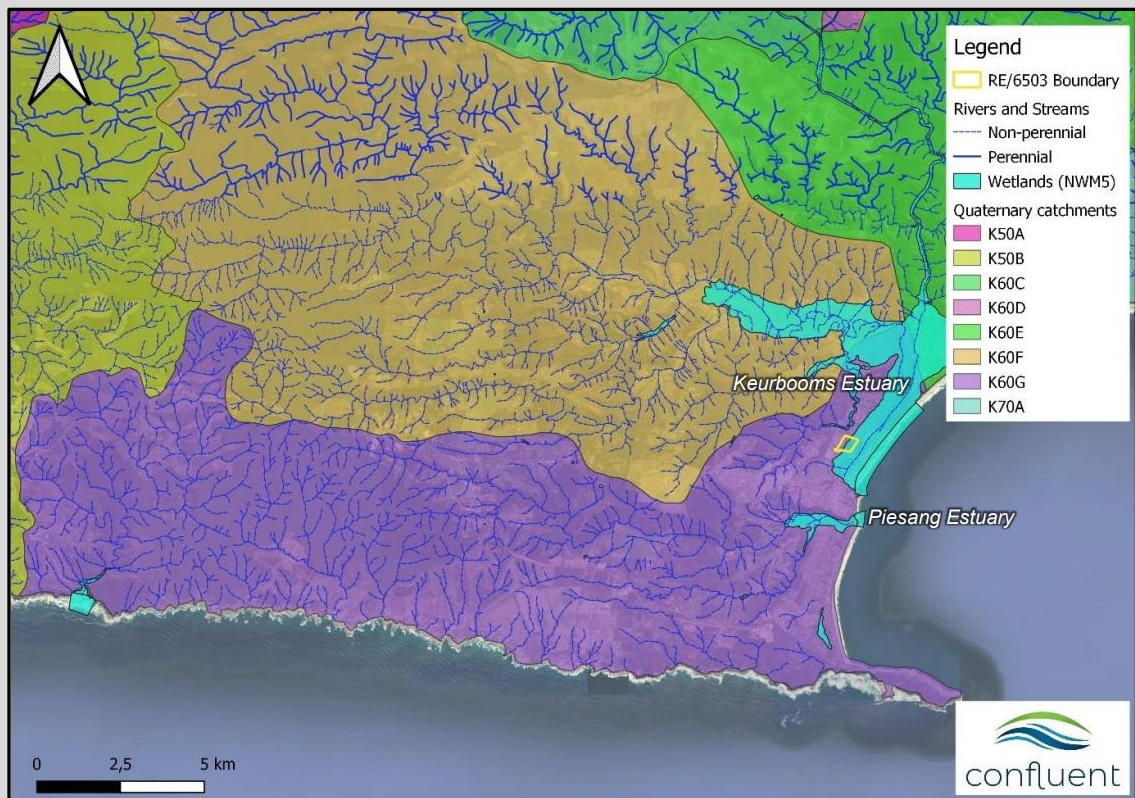 Legend
RE/6503 Boundary
Rivers and Streams
Non-perennial
Perennial
Wetlands (NWM5)
Quaternary catchments
K50A
K50B
K60C
K60D
K60E
K60F
K60G
K70A
Keurbooms Estuary
Piesang Estuary
0 2,5 5 km
confluent